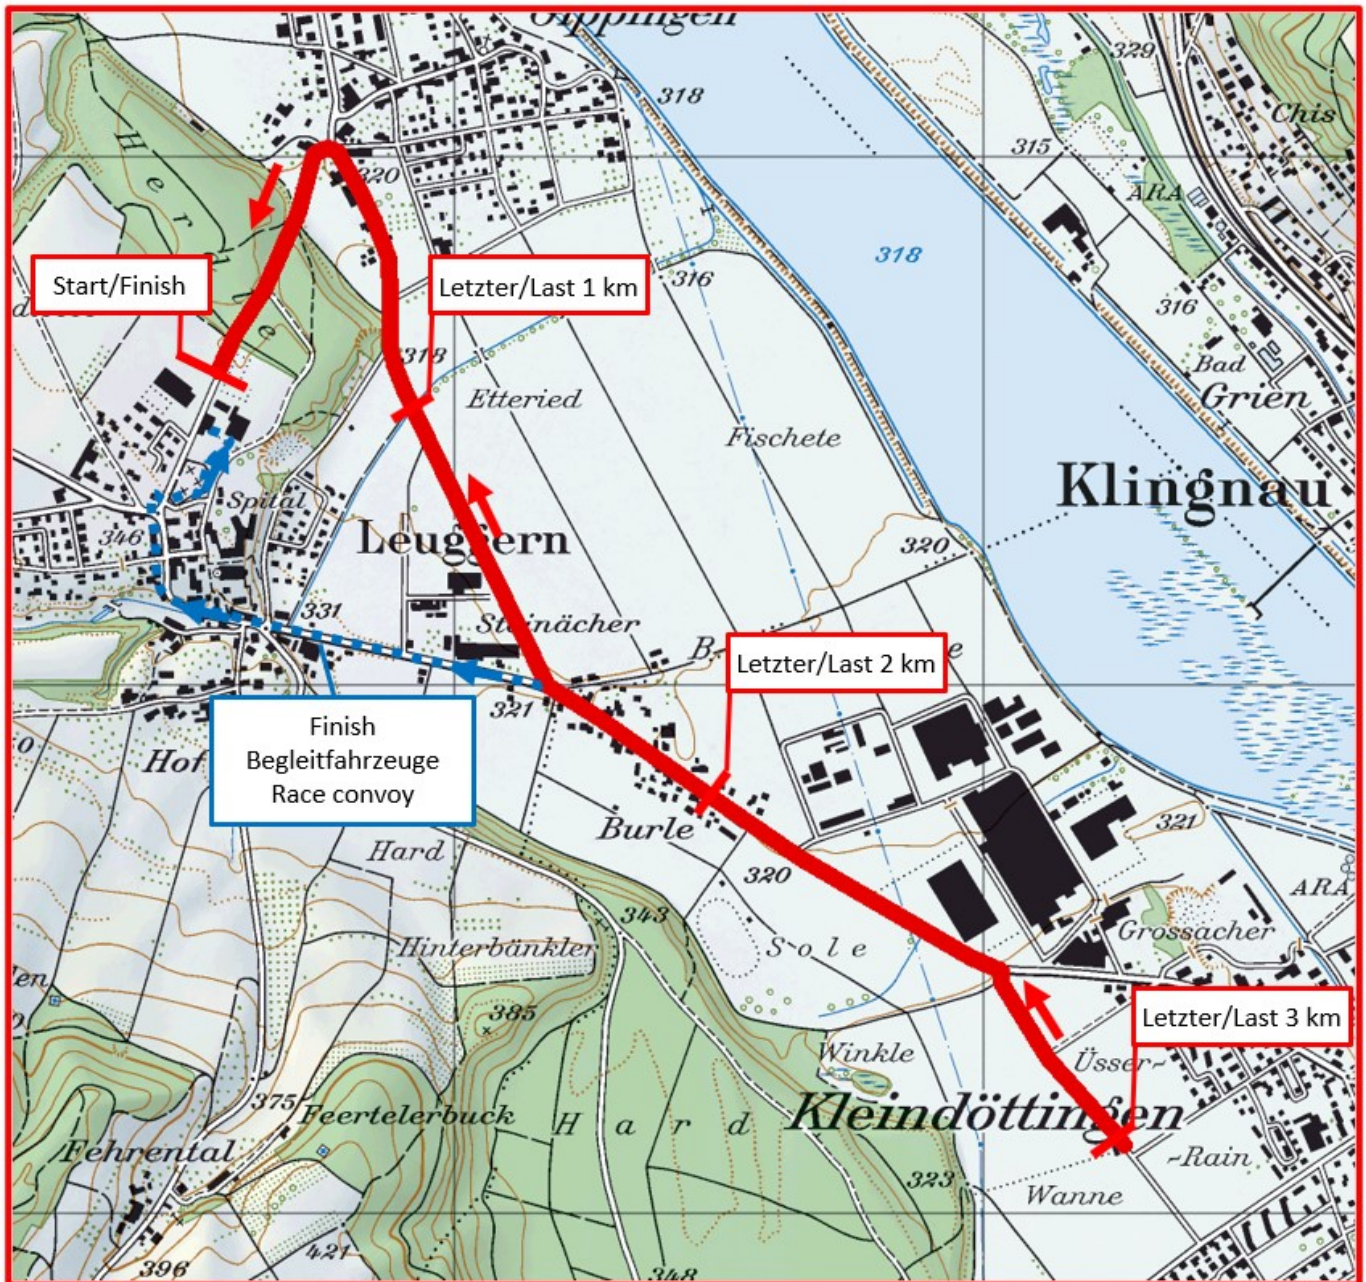 Gippingen
329
318
Chis
315
ARA
320
Herdle
318
316
316
Start/Finish
Letzter/Last 1 km
318
Bad
Grien
Etteried
Fischete
Klingnau
Spital
346
Leuggern
320
331
Steinächer
B
e
Letzter/Last 2 km
321
Finish
Begleitfahrzeuge
Race convoy
Hof
Burle
321
Hard
320
ARA
343
Grossacher
Hinterbänkler
Sole
385
Letzter/Last 3 km
Winkle
Üsser-
375
Feertelerbuck
Hard
Kleindöttingen
Fehrental
-Rain
323
Wanne
421
396
348